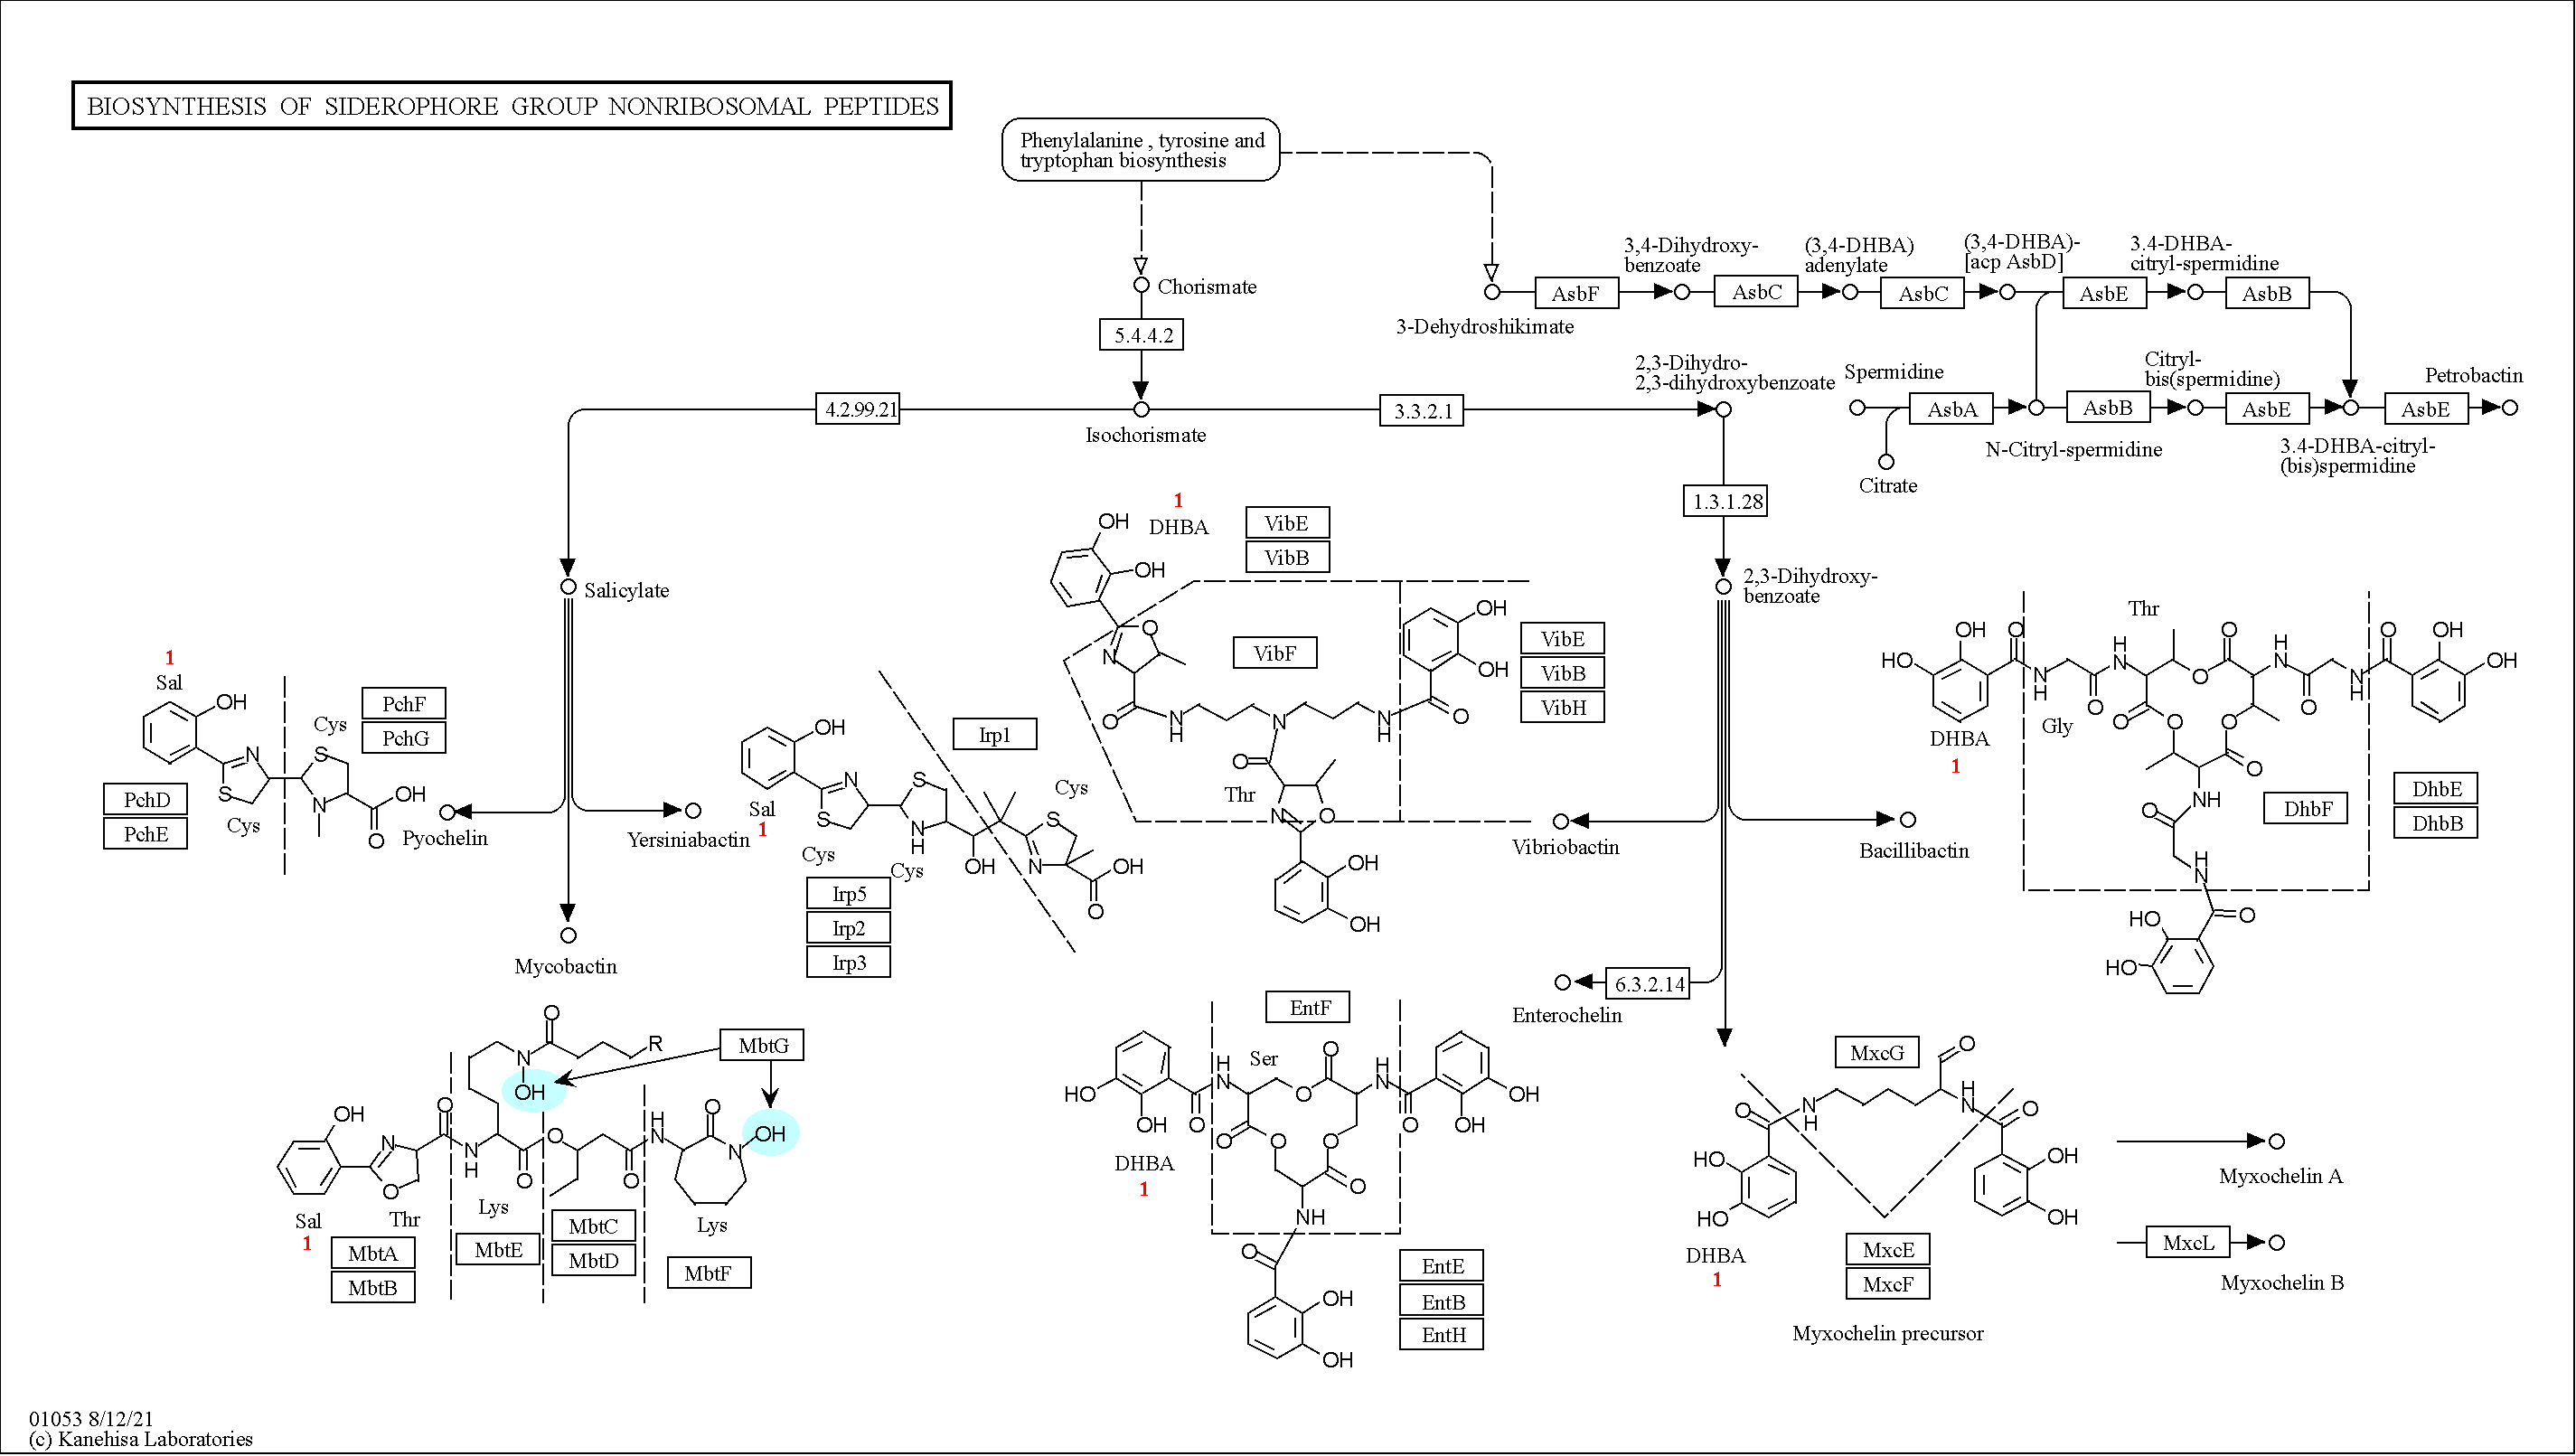 BIOSYNTHESIS OF SIDEROPHORE GROUP NONRIBOSOMAL PEPTIDES
Phenylalanine , tyrosine and
tryptophan biosynthesis
Chorismate
5.4.4.2
3,4-Dihydroxy-
benzoate
(3,4-DHBA)
adenylate
(3,4-DHBA)-
[acp AsbD]
3.4-DHBA-
citryl-spermidine
AsbF
AsbC
AsbC
AsbE
AsbB
3-Dehydroshikimate
4.2.99.21
Isochorismate
3.3.2.1
2,3-Dihydro-
2,3-dihydroxybenzoate
Spermidine
Citryl-
bis(spermidine)
Petrobactin
AsbA
AsbB
AsbE
AsbE
N-Citryl-spermidine
3.4-DHBA-citryl-
(bis)spermidine
Citrate
1.3.1.28
Salicylate
2,3-Dihydroxy-
benzoate
1
Sal
OH
Cys
PchF
PchG
N
S
S
N
OH
O
PchD
PchE
Cys
Pyochelin
Yersiniabactin
Mycobactin
Irp1
OH
N
S
S
N
H
OH
S
N
OH
O
Sal
1
Cys
Cys
Cys
Irp5
Irp2
Irp3
1
DHBA
VibE
VibB
OH
OH
O
N
VibF
OH
OH
VibE
VibB
VibH
O
N
H
N
N
H
O
O
Thr
N
O
OH
OH
Vibriobactin
Bacillibactin
Thr
OH
HO
O
N
H
O
H
N
O
O
H
N
O
N
H
O
OH
OH
DHBA
1
Gly
O
O
O
O
O
NH
O
H
N
O
HO
HO
DhbF
DhbE
DhbB
6.3.2.14
Enterochelin
O
N
R
OH
MbtG
OH
N
O
O
N
H
O
O
O
H
N
O
N
OH
Sal
1
Thr
Lys
Lys
MbtA
MbtB
MbtE
MbtC
MbtD
MbtF
EntF
Ser
HO
OH
O
H
N
O
O
O
O
O
O
O
H
N
O
OH
OH
DHBA
1
NH
O
OH
OH
EntE
EntB
EntH
MxcG
O
O
N
H
H
N
O
HO
HO
OH
OH
DHBA
1
MxcE
MxcF
Myxochelin precursor
Myxochelin A
MxcL
Myxochelin B
01053 8/12/21
(c) Kanehisa Laboratories